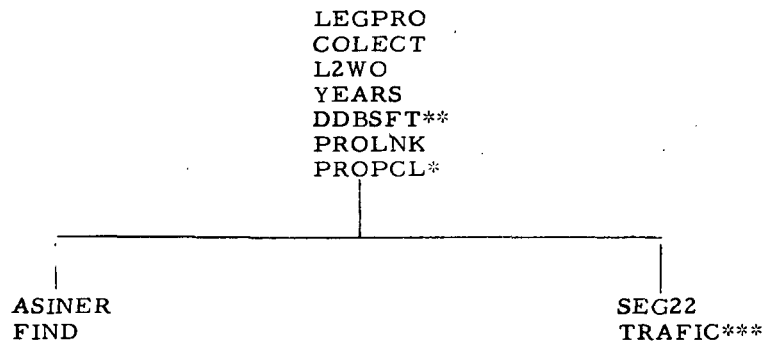 LEGPRO
COLECT
L2WO
YEARS
DDBSFT**
PROLNK
PROPCL*
ASINER
FIND
SEG22
TRAFIC***